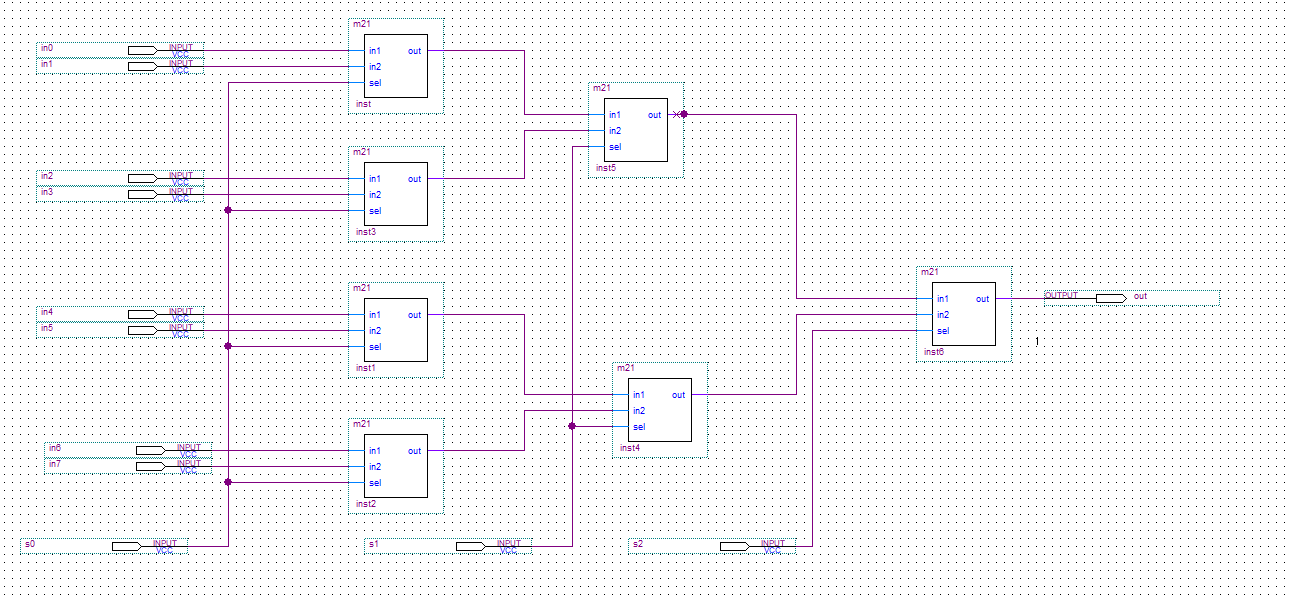 m21
in0 INPUT VCC
in1 INPUT VCC
in1 out
in2
sel
inst
m21
in1 out
in2
sel
inst5
m21
in2 INPUT VCC
in3 INPUT VCC
in1 out
in2
sel
inst3
m21
in1 out
in2
sel
inst6
OUTPUT out
m21
in4 INPUT VCC
in5 INPUT VCC
in1 out
in2
sel
inst1
m21
in1 out
in2
sel
inst4
m21
in6 INPUT VCC
in7 INPUT VCC
in1 out
in2
sel
inst2
s0 INPUT VCC
s1 INPUT VCC
s2 INPUT VCC